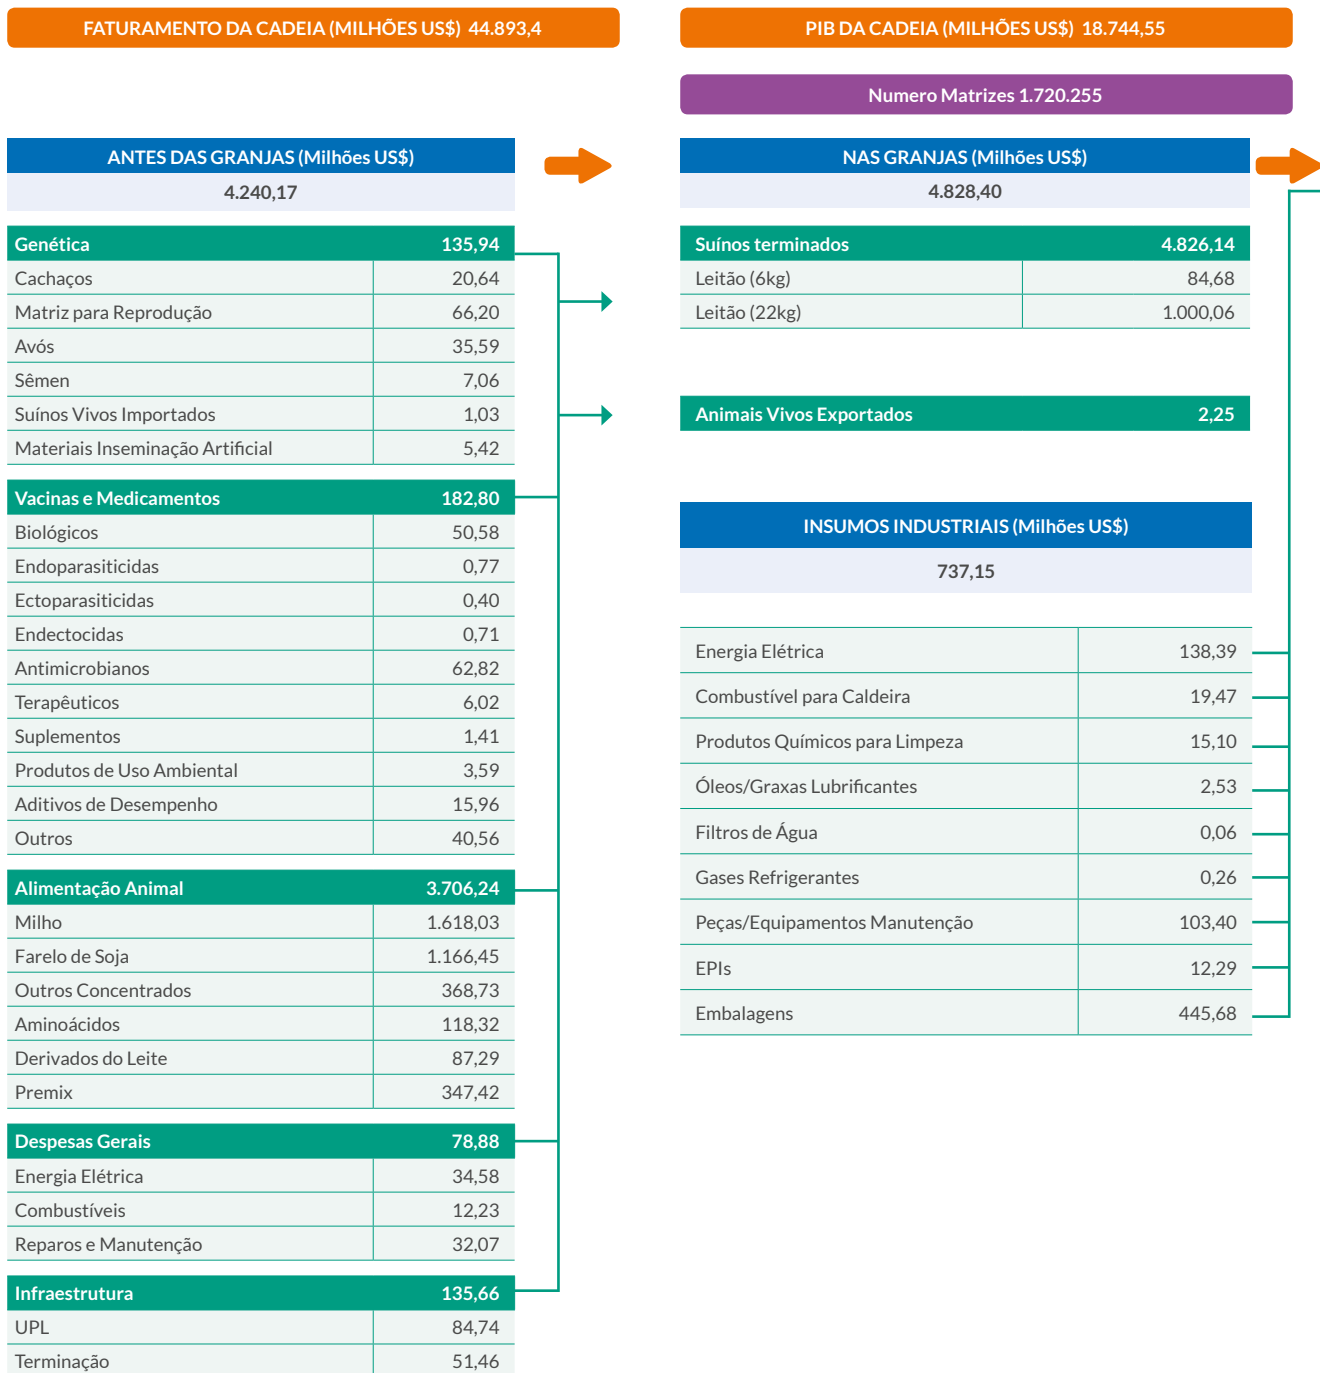 FATURAMENTO DA CADEIA (MILHÕES US$) 44.893,4
PIB DA CADEIA (MILHÕES US$) 18.744,55
Numero Matrizes 1.720.255
ANTES DAS GRANJAS (Milhões US$)
4.240,17
Genética 135,94
Cachaços 20,64
Matriz para Reprodução 66,20
Avós 35,59
Sêmen 7,06
Suínos Vivos Importados 1,03
Materiais Inseminação Artificial 5,42
Vacinas e Medicamentos 182,80
Biológicos 50,58
Endoparasiticidas 0,77
Ectoparasiticidas 0,40
Endectocidas 0,71
Antimicrobianos 62,82
Terapêuticos 6,02
Suplementos 1,41
Produtos de Uso Ambiental 3,59
Aditivos de Desempenho 15,96
Outros 40,56
Alimentação Animal 3.706,24
Milho 1.618,03
Farelo de Soja 1.166,45
Outros Concentrados 368,73
Aminoácidos 118,32
Derivados do Leite 87,29
Premix 347,42
Despesas Gerais 78,88
Energia Elétrica 34,58
Combustíveis 12,23
Reparos e Manutenção 32,07
Infraestrutura 135,66
UPL 84,74
Terminação 51,46
NAS GRANJAS (Milhões US$)
4.828,40
Suínos terminados 4.826,14
Leitão (6kg) 84,68
Leitão (22kg) 1.000,06
Animais Vivos Exportados 2,25
INSUMOS INDUSTRIAIS (Milhões US$)
737,15
Energia Elétrica 138,39
Combustível para Caldeira 19,47
Produtos Químicos para Limpeza 15,10
Óleos/Graxas Lubrificantes 2,53
Filtros de Água 0,06
Gases Refrigerantes 0,26
Peças/Equipamentos Manutenção 103,40
EPIs 12,29
Embalagens 445,68